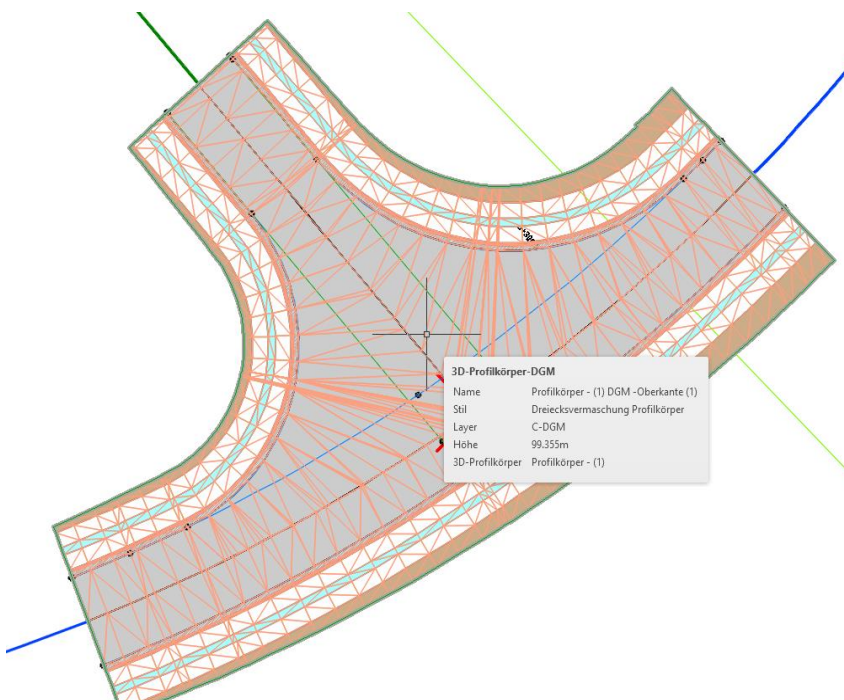 3D-Profilkörper-DGM
Name Profilkörper - (1) DGM -Oberkante (1)
Stil Dreiecksvermaschung Profilkörper
Layer C-DGM
Höhe 99.355m
3D-Profilkörper Profilkörper - (1)